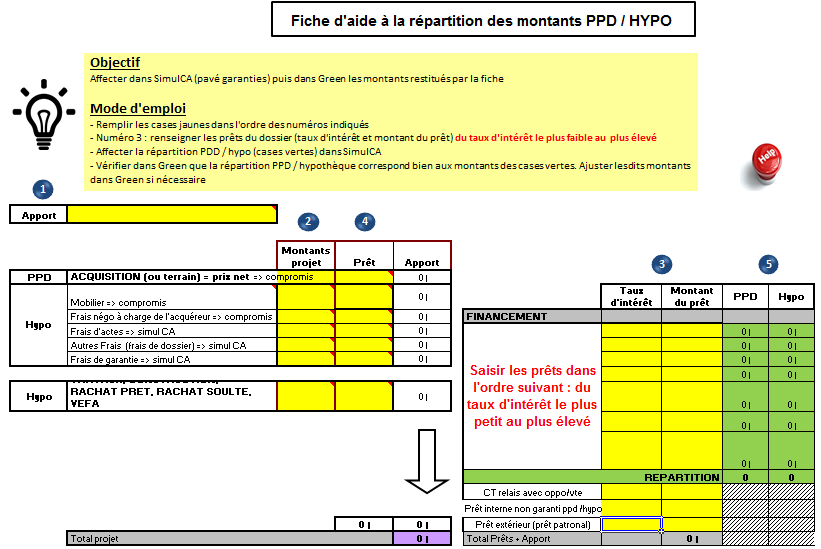 Fiche d'aide à la répartition des montants PPD / HYPO
Objectif
Affecter dans SimulCA (pavé garanties) puis dans Green les montants restitués par la fiche
Mode d'emploi
- Remplir les cases jaunes dans l'ordre des numéros indiqués
- Numéro 3 : renseigner les prêts du dossier (taux d'intérêt et montant du prêt) du taux d'intérêt le plus faible au plus élevé
- Affecter la répartition PDD / hypo (cases vertes) dans SimulCA
- Vérifier dans Green que la répartition PPD / hypothèque correspond bien aux montants des cases vertes. Ajuster lesdits montants
dans Green si nécessaire
Help
1
Apport
2
4
Montants
projet
Prêt
Apport
PPD
ACQUISITION (ou terrain) = prix net => compromis
0 |
Hypo
Mobilier => compromis
0 |
Frais négo à charge de l'acquéreur => compromis
0 |
Frais d'actes => simul CA
0 |
Autres Frais (frais de dossier) => simul CA
0 |
Frais de garantie => simul CA
0 |
Hypo
RACHAT PRET, RACHAT SOULTE,
VEFA
0 |
0 | 0 |
Total projet 0 |
3
5
Taux
d'intérêt
Montant
du prêt
PPD
Hypo
FINANCEMENT
Saisir les prêts dans
l'ordre suivant : du
taux d'intérêt le plus
petit au plus élevé
0 | 0 |
0 | 0 |
0 | 0 |
0 | 0 |
0 | 0 |
0 | 0 |
0 | 0 |
REPARTITION 0 0
CT relais avec oppo/vte
Prêt interne non garanti ppd /hypo
Prêt extérieur (prêt patronal)
Total Prêts + Apport 0 |